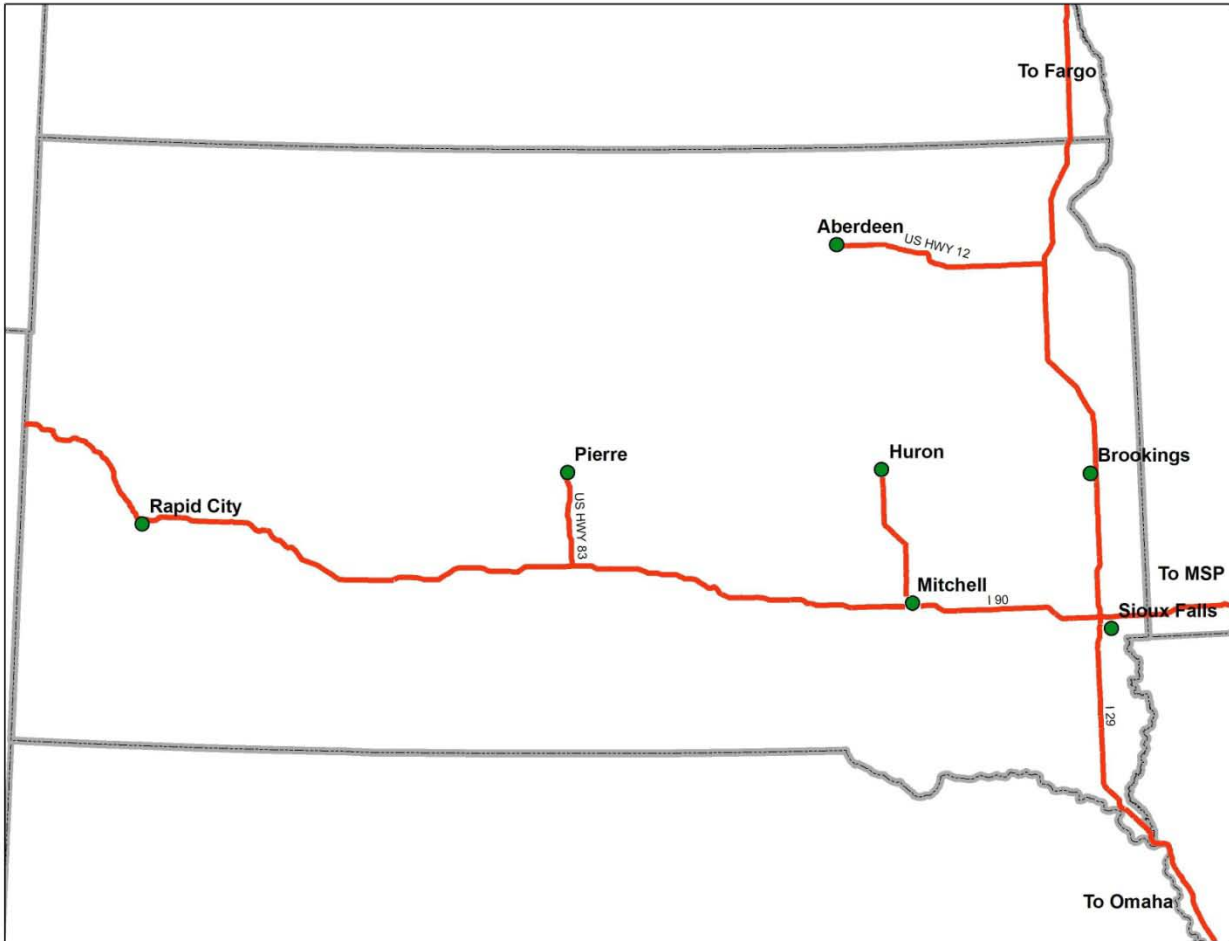 To Fargo
Aberdeen
US HWY 12
Pierre
Huron
Brookings
Rapid City
US HWY 83
Mitchell
To MSP
I 90
Sioux Falls
I 29
To Omaha